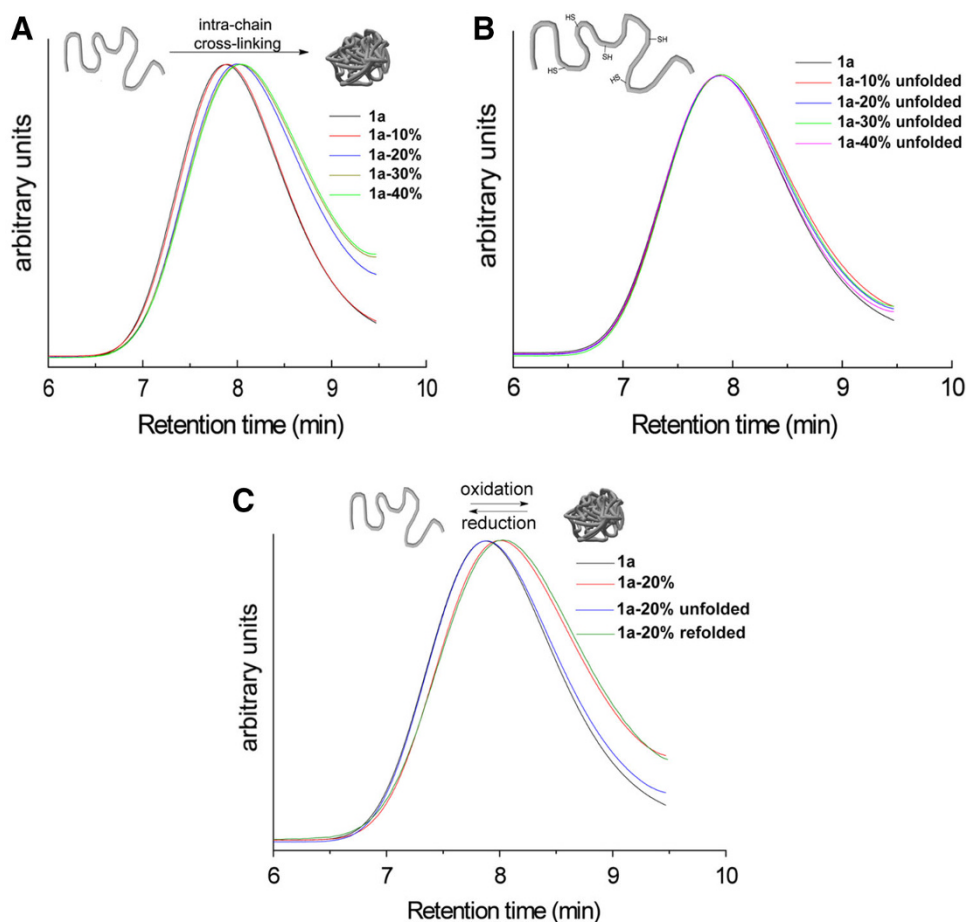 A
intra-chain
cross-linking
1a
1a-10%
1a-20%
1a-30%
1a-40%
arbitrary units
6
7
8
9
10
Retention time (min)
B
HS
SH
SH
HS
HS
1a
1a-10% unfolded
1a-20% unfolded
1a-30% unfolded
1a-40% unfolded
arbitrary units
6
7
8
9
10
Retention time (min)
C
oxidation
reduction
1a
1a-20%
1a-20% unfolded
1a-20% refolded
arbitrary units
6
7
8
9
10
Retention time (min)